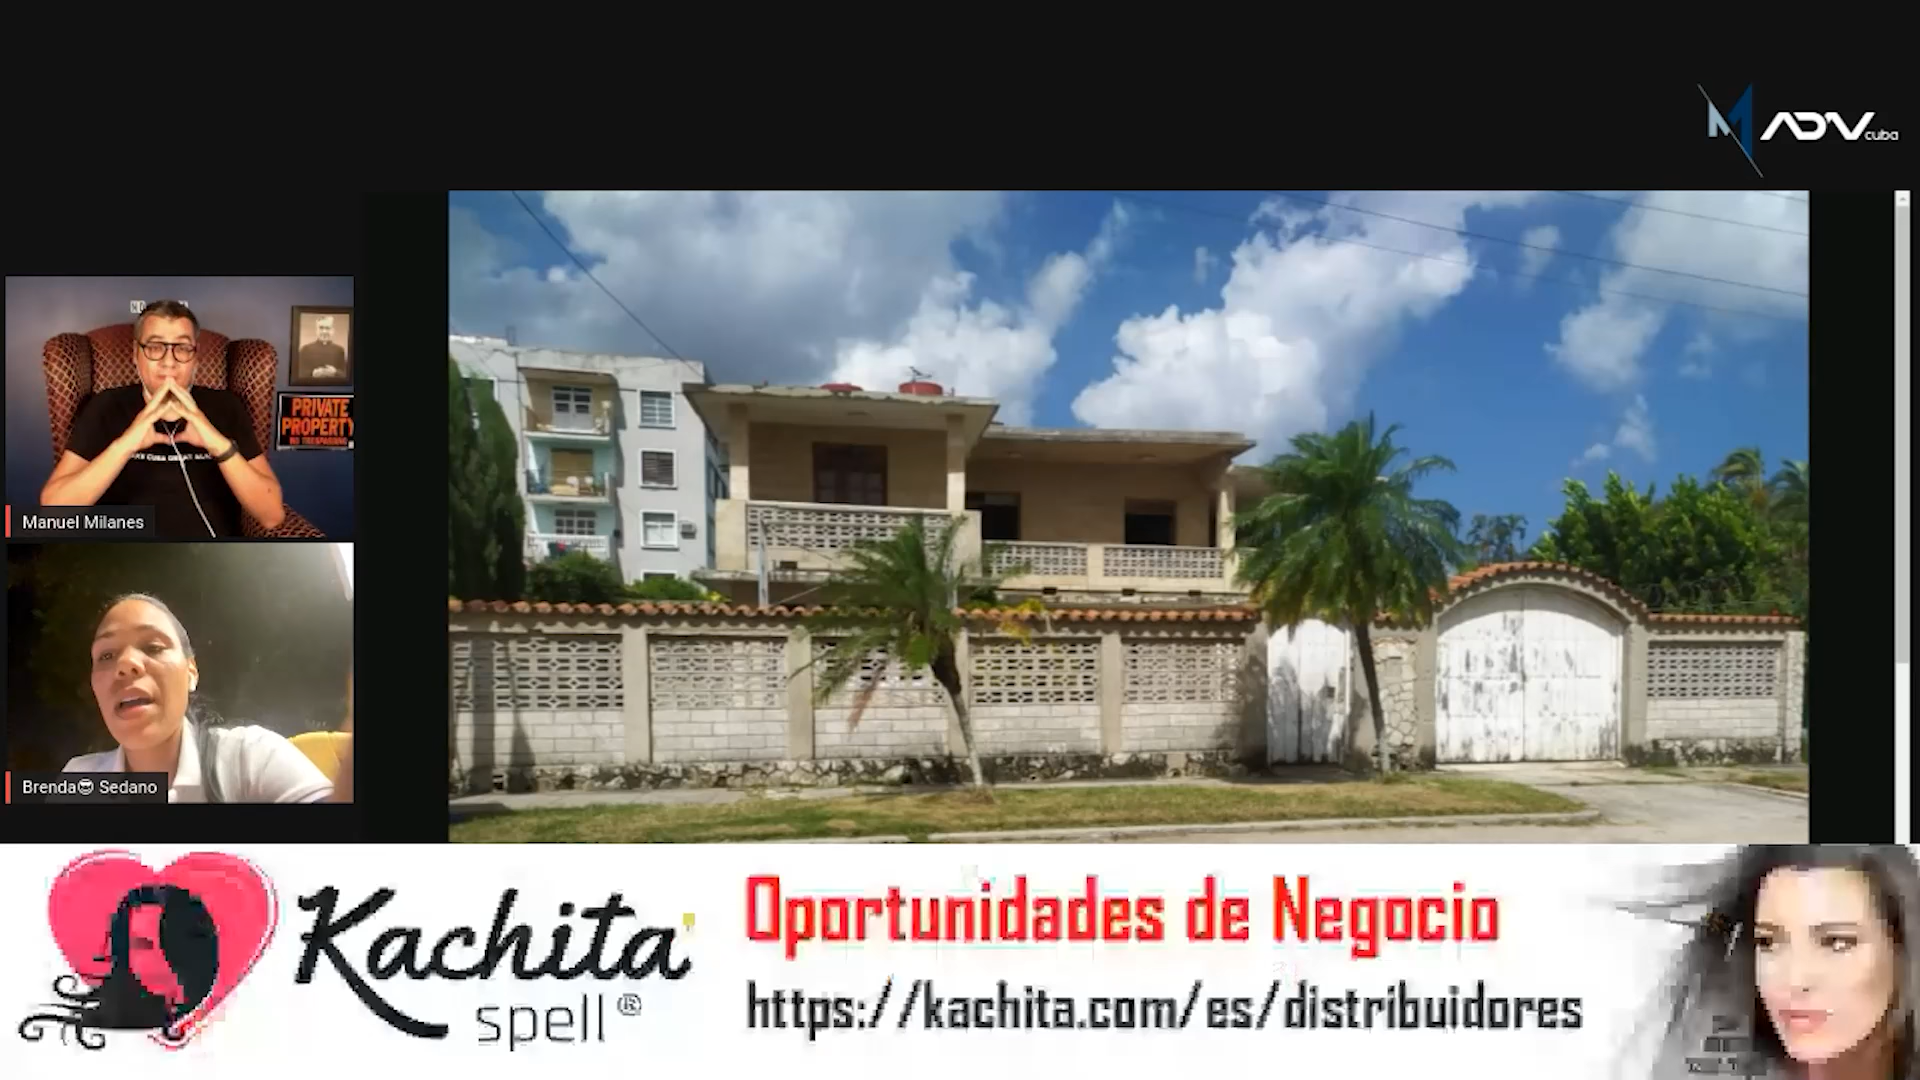 M ADV cuba
PRIVATE
PROPERTY
NO TRESPASSING
Manuel Milanes
Brenda😎 Sedano
Kachita
spell®
Oportunidades de Negocio
https://kachita.com/es/distribuidores